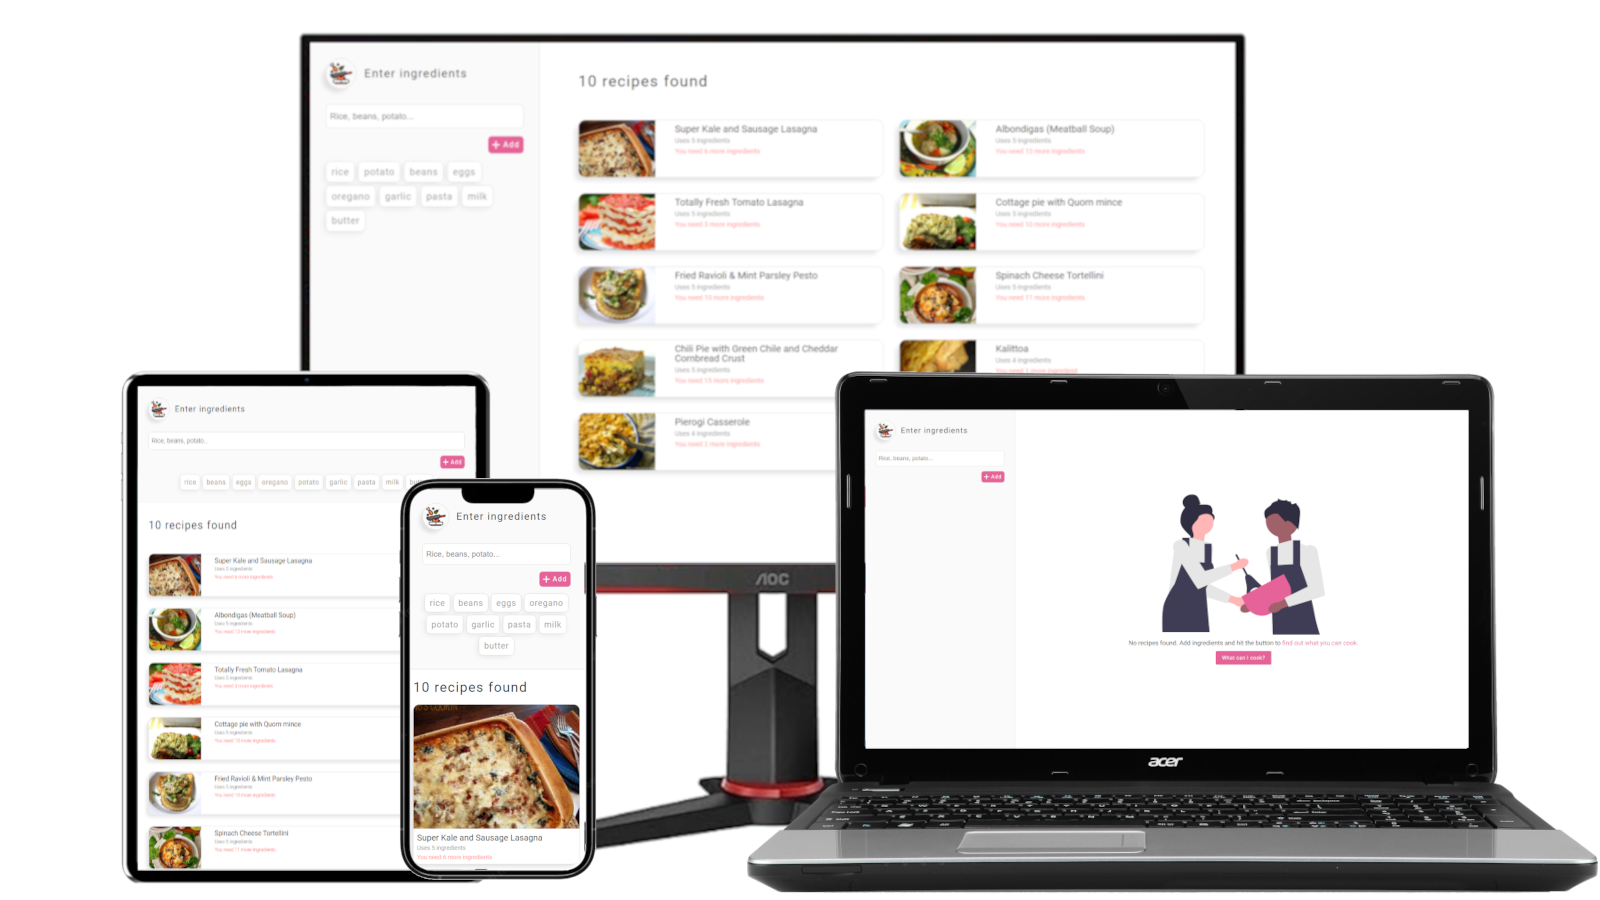 Enter ingredients
Rice, beans, potato...
+ Add
rice potato beans eggs
oregano garlic pasta milk
butter
10 recipes found
Super Kale and Sausage Lasagna
Uses 5 ingredients
You need 6 more ingredients
Albondigas (Meatball Soup)
Uses 5 ingredients
You need 13 more ingredients
Totally Fresh Tomato Lasagna
Uses 5 ingredients
You need 3 more ingredients
Cottage pie with Quorn mince
Uses 5 ingredients
You need 10 more ingredients
Fried Ravioli & Mint Parsley Pesto
Uses 5 ingredients
You need 10 more ingredients
Spinach Cheese Tortellini
Uses 5 ingredients
You need 11 more ingredients
Chili Pie with Green Chile and Cheddar
Cornbread Crust
Uses 5 ingredients
You need 15 more ingredients
Kalittoa
Uses 4 ingredients
You need 1 more ingredient
Pierogi Casserole
Uses 4 ingredients
You need 2 more ingredients
AOC
Enter ingredients
Rice, beans, potato...
+ Add
rice beans eggs oregano potato garlic pasta milk
10 recipes found
Super Kale and Sausage Lasagna
Uses 5 ingredients
You need 6 more ingredients
Albondigas (Meatball Soup)
Uses 5 ingredients
You need 13 more ingredients
Totally Fresh Tomato Lasagna
Uses 5 ingredients
You need 3 more ingredients
Cottage pie with Quorn mince
Uses 5 ingredients
You need 10 more ingredients
Fried Ravioli & Mint Parsley Pesto
Uses 5 ingredients
You need 10 more ingredients
Spinach Cheese Tortellini
Uses 5 ingredients
You need 11 more ingredients
Enter ingredients
Rice, beans, potato...
+ Add
rice beans eggs oregano
potato garlic pasta milk
butter
10 recipes found
Super Kale and Sausage Lasagna
Uses 5 ingredients
You need 6 more ingredients
Enter ingredients
Rice, beans, potato...
+ Add
No recipes found. Add ingredients and hit the button to find out what you can cook.
What can i cook?
acer